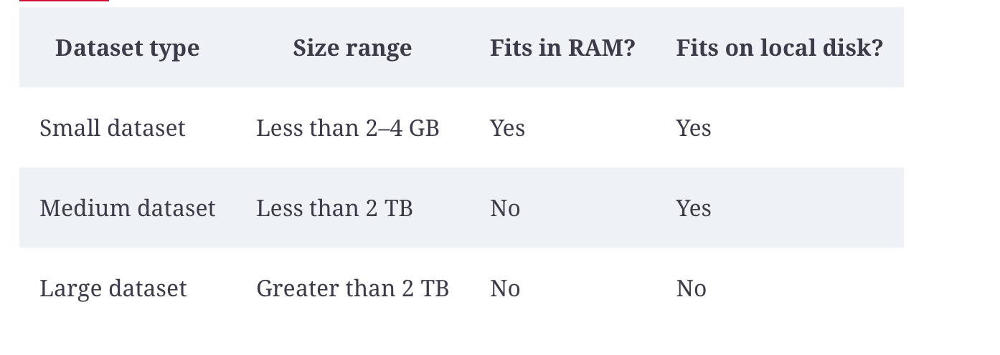 Dataset type Size range Fits in RAM? Fits on local disk?
Small dataset Less than 2–4 GB Yes Yes
Medium dataset Less than 2 TB No Yes
Large dataset Greater than 2 TB No No